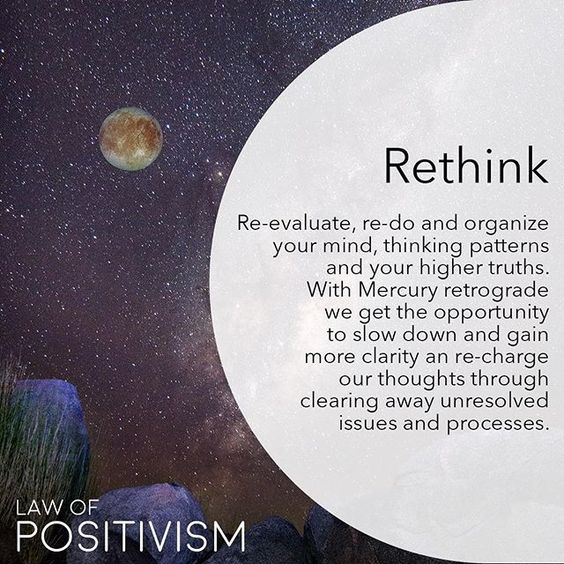 Rethink
Re-evaluate, re-do and organize
your mind, thinking patterns
and your higher truths.
With Mercury retrograde
we get the opportunity
to slow down and gain
more clarity an re-charge
our thoughts through
clearing away unresolved
issues and processes.
LAW OF
POSITIVISM